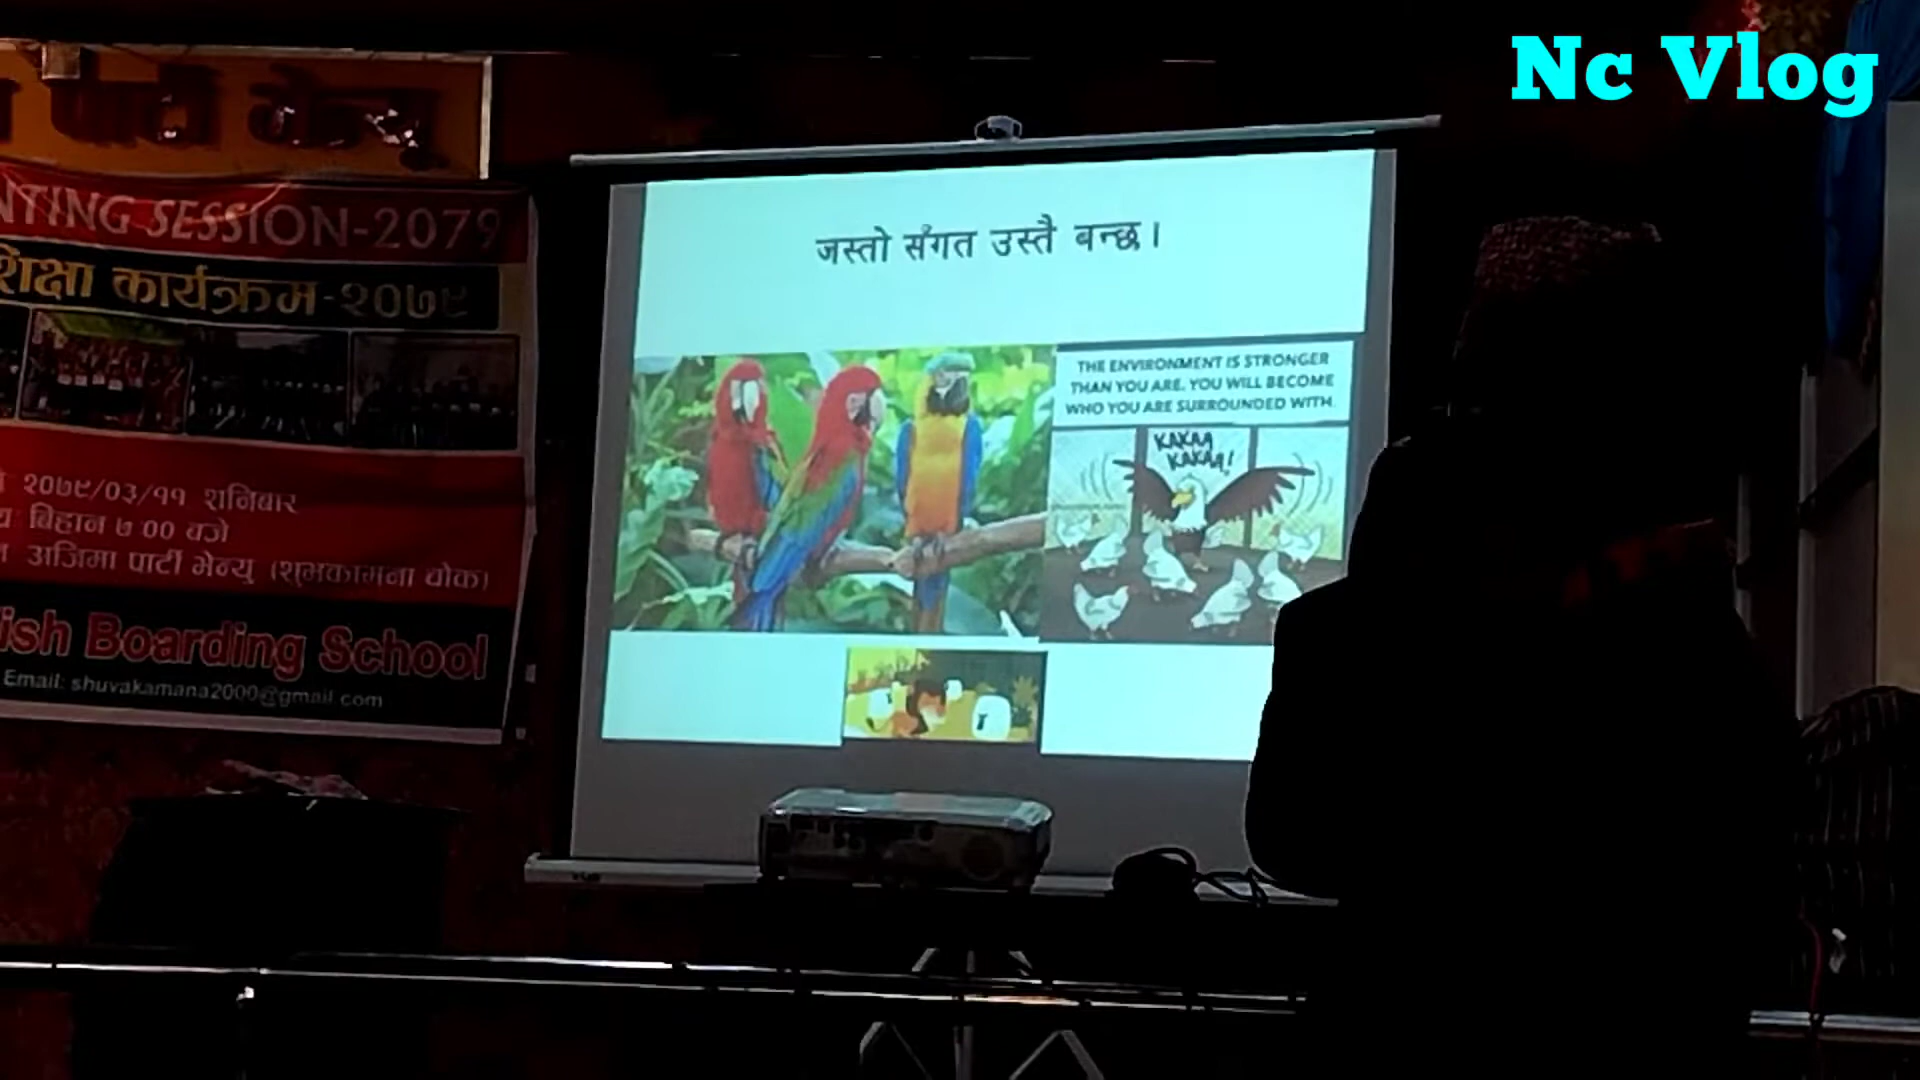 Nc Vlog
पार्टी भेन्यू
NTING SESSION-2079
शिक्षा कार्यक्रम-२०७९
२०७९/०३/११ शनिबार
बिहान ७ 00 वजे
अजिमा पार्टी भेन्यु (शुभकामना चोक)
ish Boarding School
Email: shuvakamana2000@gmail.com
जस्तो सँगत उस्तै बन्छ।
THE ENVIRONMENT IS STRONGER
THAN YOU ARE. YOU WILL BECOME
WHO YOU ARE SURROUNDED WITH.
KAKAA
KAKAA!